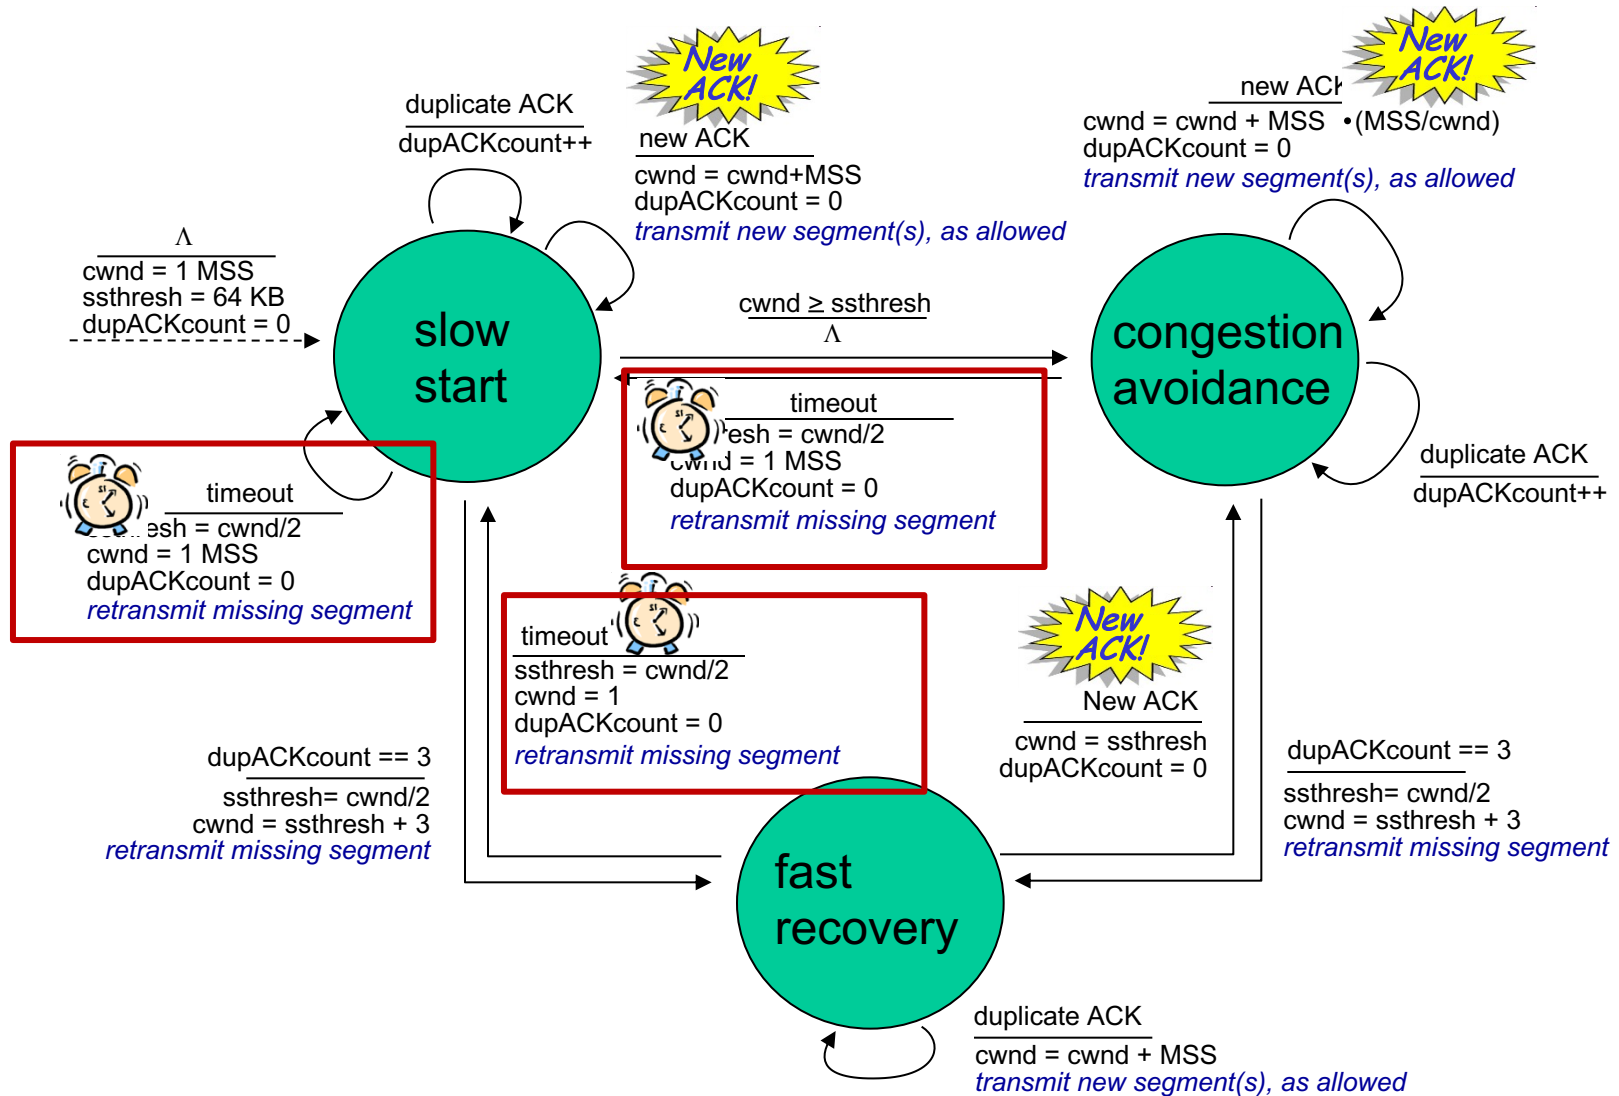 New
ACK!
New
ACK!
duplicate ACK
dupACKcount++
new ACK
cwnd = cwnd+MSS
dupACKcount = 0
transmit new segment(s), as allowed
new ACK
cwnd = cwnd + MSS •(MSS/cwnd)
dupACKcount = 0
transmit new segment(s), as allowed
Λ
cwnd = 1 MSS
ssthresh = 64 KB
dupACKcount = 0
slow
start
cwnd ≥ ssthresh
Λ
congestion
avoidance
timeout
esh = cwnd/2
cwnd = 1 MSS
dupACKcount = 0
retransmit missing segment
duplicate ACK
dupACKcount++
timeout
ssthresh = cwnd/2
cwnd = 1 MSS
dupACKcount = 0
retransmit missing segment
timeout
ssthresh = cwnd/2
cwnd = 1
dupACKcount = 0
retransmit missing segment
New
ACK!
New ACK
cwnd = ssthresh
dupACKcount = 0
dupACKcount == 3
ssthresh= cwnd/2
cwnd = ssthresh + 3
retransmit missing segment
dupACKcount == 3
ssthresh= cwnd/2
cwnd = ssthresh + 3
retransmit missing segment
fast
recovery
duplicate ACK
cwnd = cwnd + MSS
transmit new segment(s), as allowed